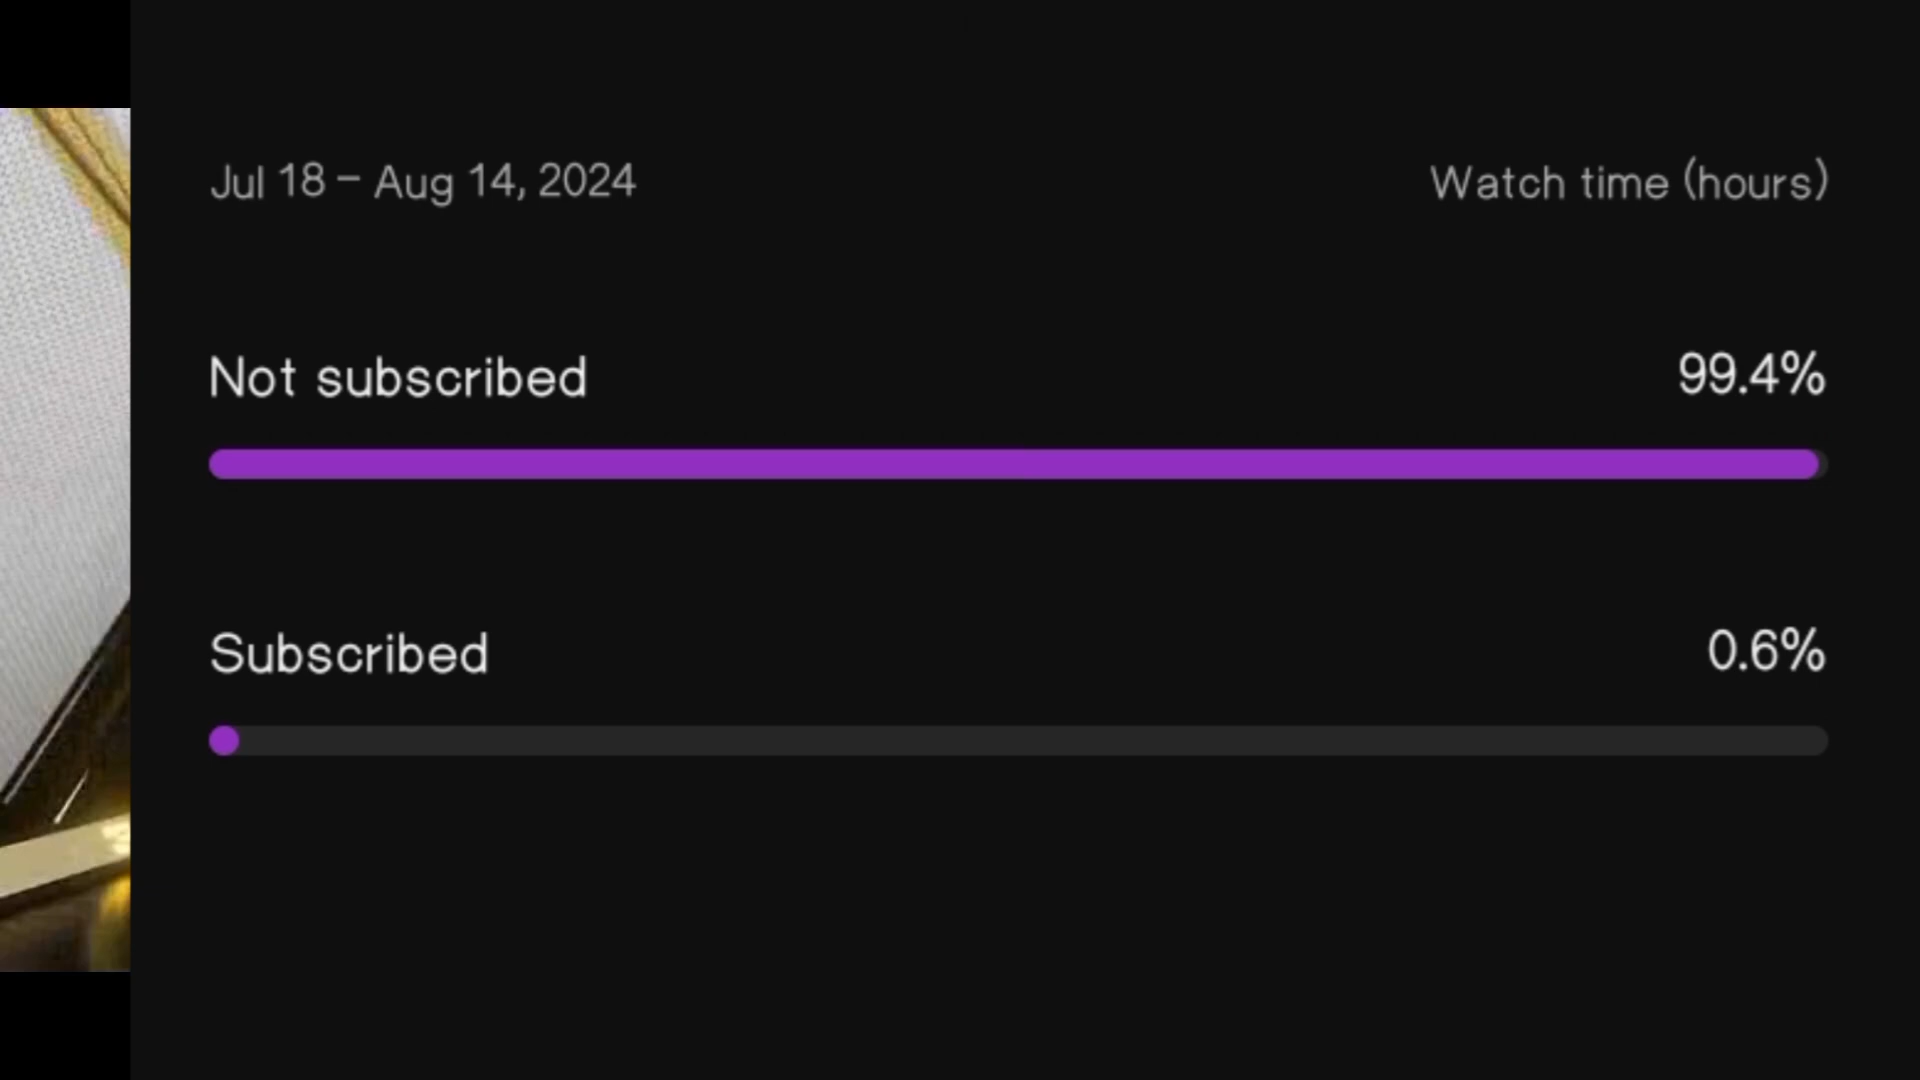 Jul 18 – Aug 14, 2024 Watch time (hours)
Not subscribed 99.4%
Subscribed 0.6%